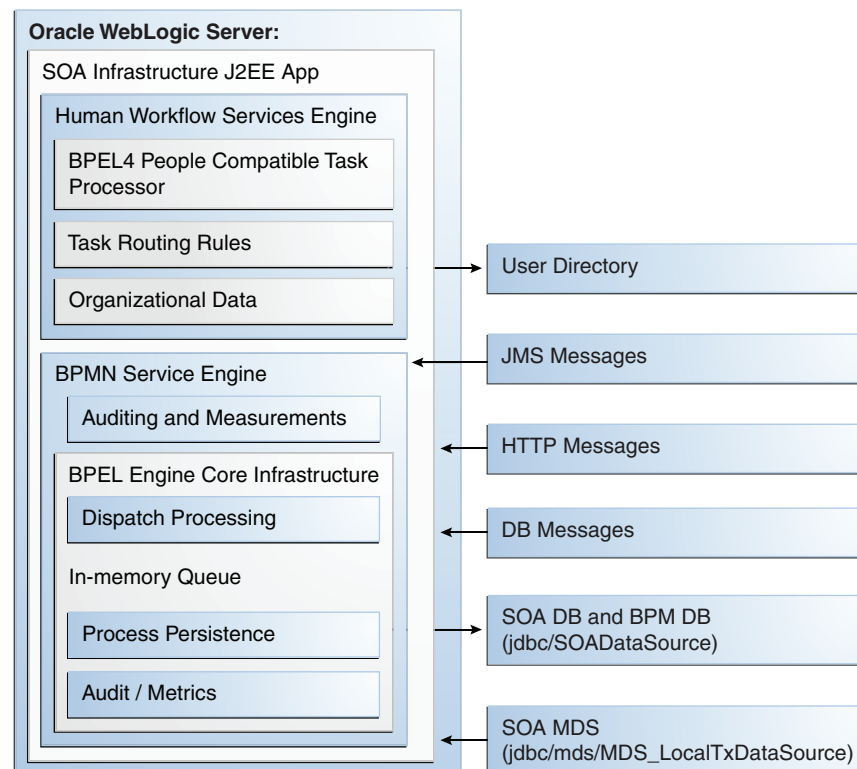 Oracle WebLogic Server:
SOA Infrastructure J2EE App
Human Workflow Services Engine
BPEL4 People Compatible Task
Processor
Task Routing Rules
Organizational Data
BPMN Service Engine
Auditing and Measurements
BPEL Engine Core Infrastructure
Dispatch Processing
In-memory Queue
Process Persistence
Audit / Metrics
User Directory
JMS Messages
HTTP Messages
DB Messages
SOA DB and BPM DB
(jdbc/SOADataSource)
SOA MDS
(jdbc/mds/MDS_LocalTxDataSource)